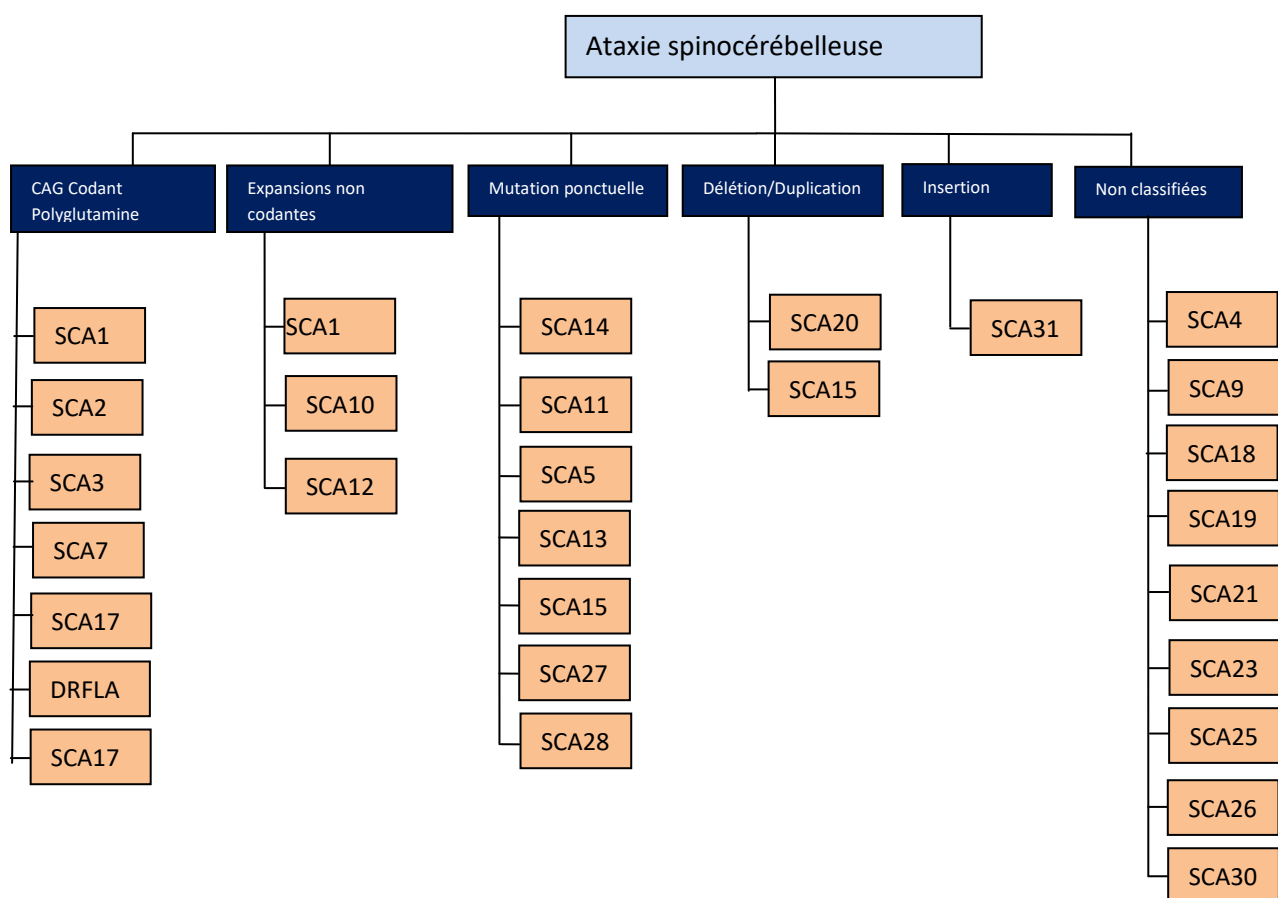 Ataxie spinocérébelleuse
CAG Codant
Polyglutamine
Expansions non
codantes
Mutation ponctuelle
Délétion/Duplication
Insertion
Non classifiées
SCA1
SCA2
SCA3
SCA7
SCA17
DRFLA
SCA17
SCA1
SCA10
SCA12
SCA14
SCA11
SCA5
SCA13
SCA15
SCA27
SCA28
SCA20
SCA15
SCA31
SCA4
SCA9
SCA18
SCA19
SCA21
SCA23
SCA25
SCA26
SCA30